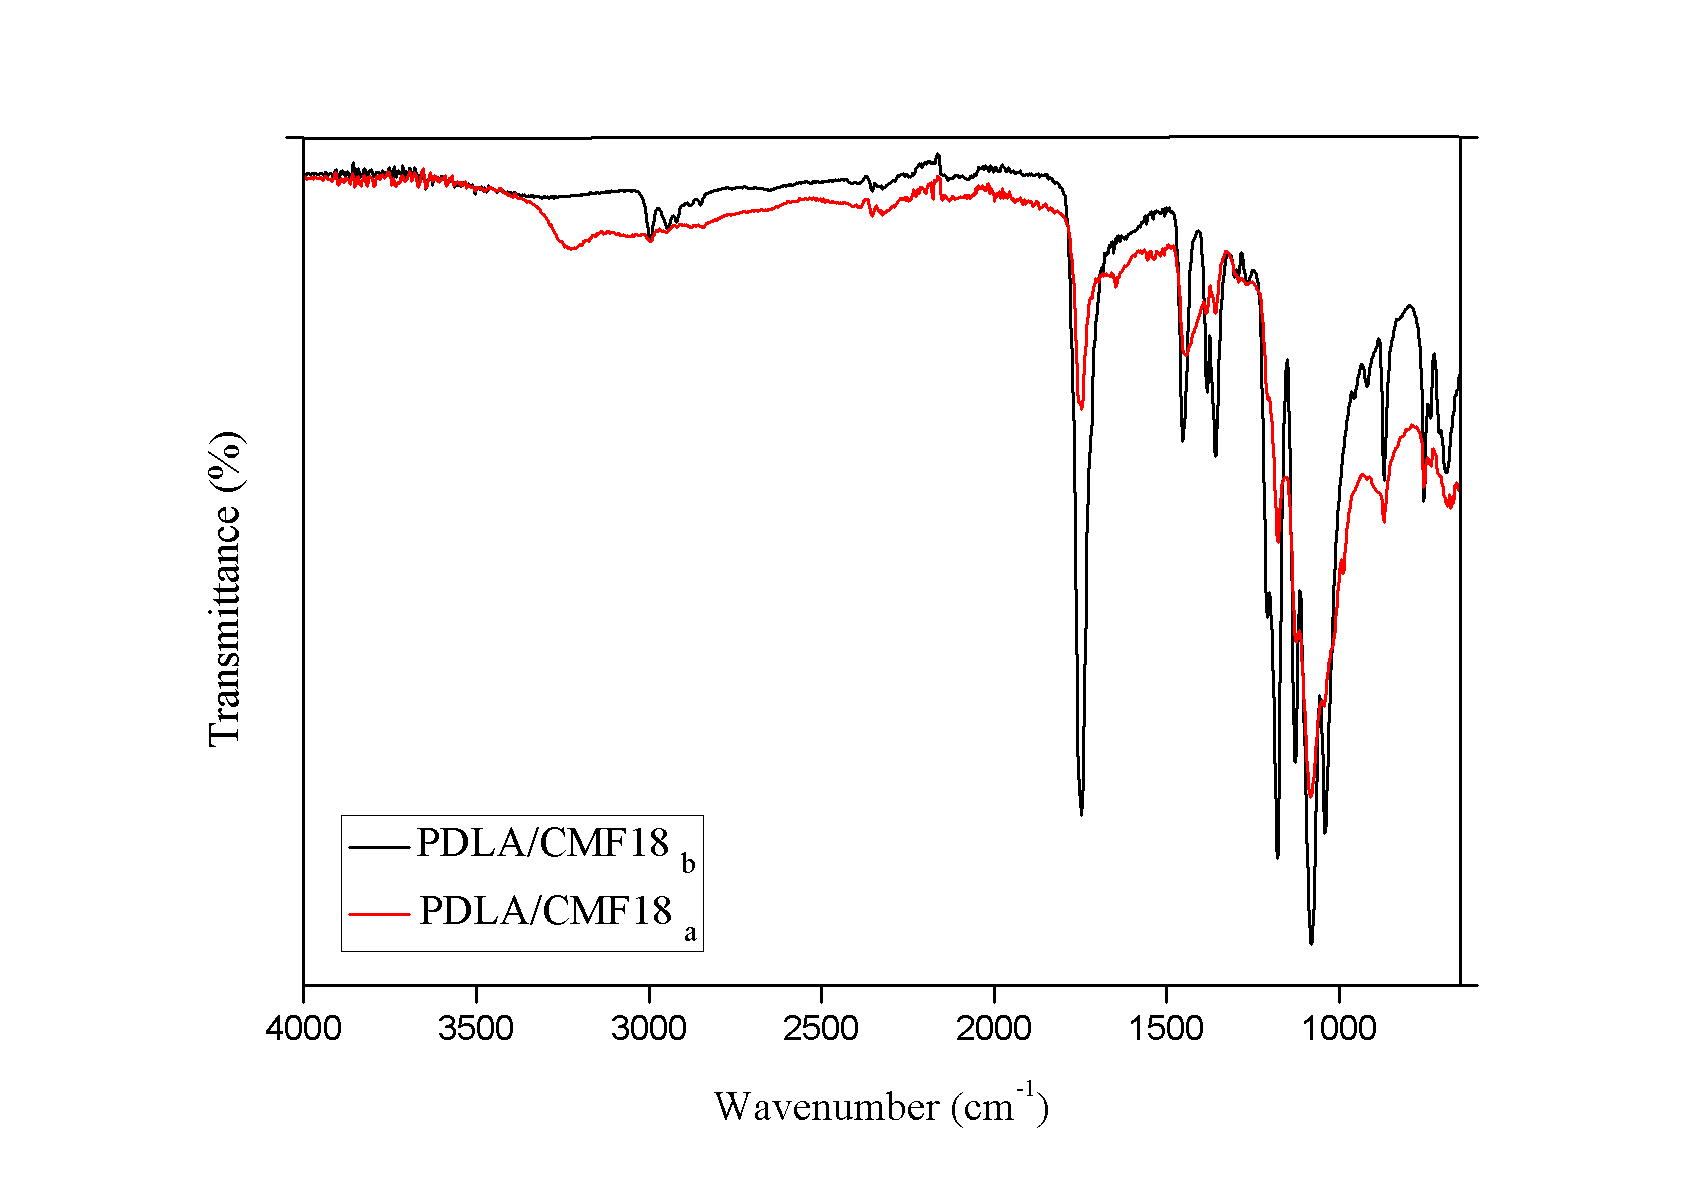 Transmittance (%)
PDLA/CMF18 b
PDLA/CMF18 a
4000 3500 3000 2500 2000 1500 1000
Wavenumber (cm-1)